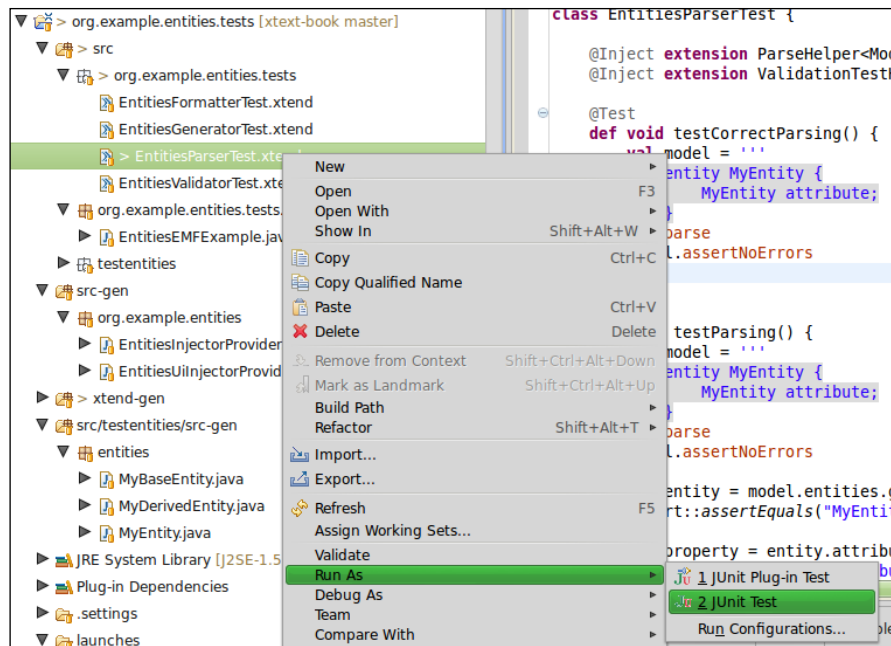 > org.example.entities.tests [xtext-book master]
> src
> org.example.entities.tests
EntitiesFormatterTest.xtend
EntitiesGeneratorTest.xtend
> EntitiesParserTest.xte
EntitiesValidatorTest.xte
org.example.entities.tests.
EntitiesEMFExample.jav
testentities
src-gen
org.example.entities
EntitiesInjectorProvider
EntitiesUiInjectorProvid
> xtend-gen
src/testentities/src-gen
entities
MyBaseEntity.java
MyDerivedEntity.java
MyEntity.java
JRE System Library [J2SE-1.5
Plug-in Dependencies
.settings
launches
New
Open F3
Open With
Show In Shift+Alt+W
Copy Ctrl+C
Copy Qualified Name
Paste Ctrl+V
Delete Delete
Remove from Context Shift+Ctrl+Alt+Down
Mark as Landmark Shift+Ctrl+Alt+Up
Build Path
Refactor Shift+Alt+T
Import...
Export...
Refresh F5
Assign Working Sets...
Validate
Run As
Debug As
Team
Compare With
1 JUnit Plug-in Test
2 JUnit Test
Run Configurations...
class EntitiesParserTest {
@Inject extension ParseHelper<Mod
@Inject extension ValidationTestH
@Test
def void testCorrectParsing() {
val model = '''
entity MyEntity {
MyEntity attribute;
}
parse
l.assertNoErrors
testParsing() {
model = '''
entity MyEntity {
MyEntity attribute;
}
parse
l.assertNoErrors
entity = model.entities.g
rt::assertEquals("MyEntit
property = entity.attribu